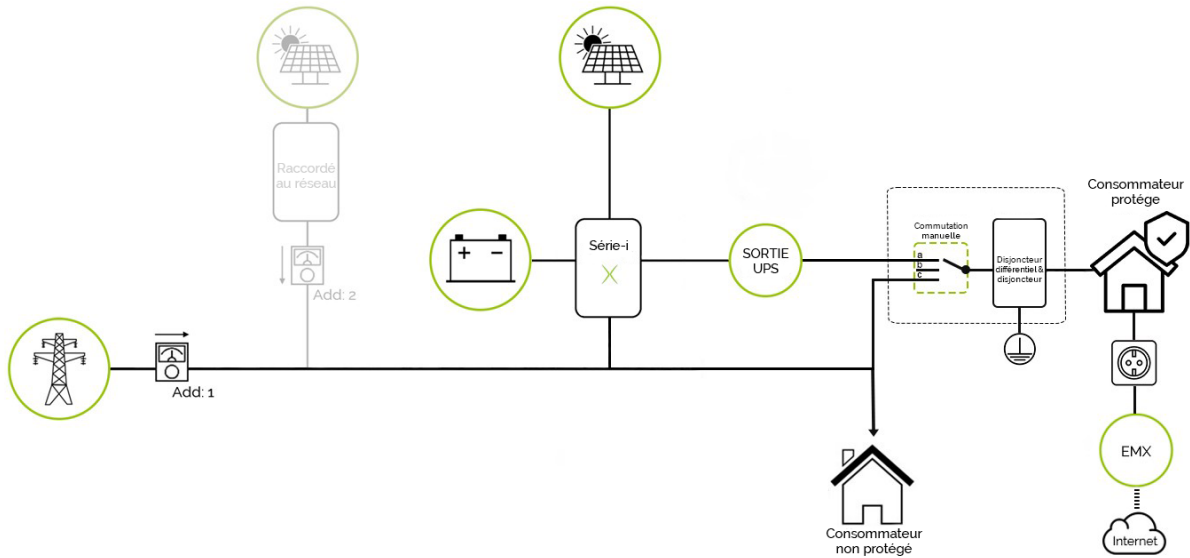 Raccordé
au réseau
Add: 2
Série-i
X
SORTIE
UPS
Commutation
manuelle
a
b
c
Disjoncteur
différentiel &
disjoncteur
Consommateur
protége
Add: 1
EMX
Consommateur
non protégé
Internet